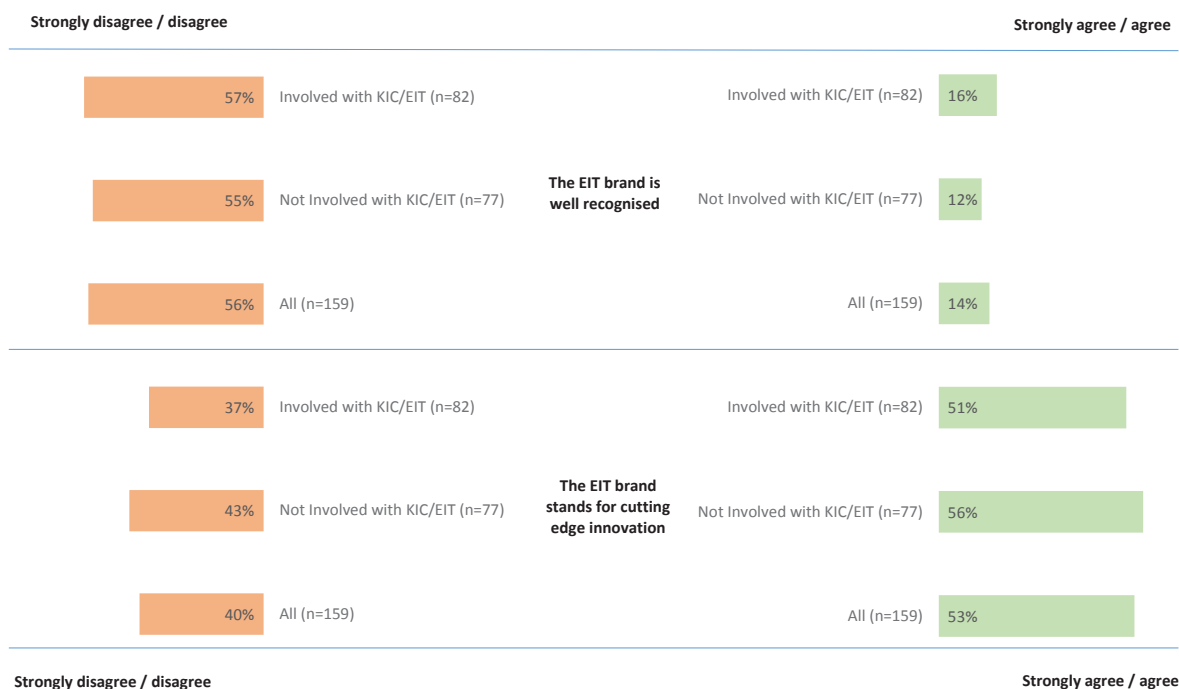 Strongly disagree / disagree
Strongly agree / agree
57% Involved with KIC/EIT (n=82)
Involved with KIC/EIT (n=82) 16%
55% Not Involved with KIC/EIT (n=77)
The EIT brand is
well recognised
Not Involved with KIC/EIT (n=77) 12%
56% All (n=159)
All (n=159) 14%
37% Involved with KIC/EIT (n=82)
Involved with KIC/EIT (n=82) 51%
43% Not Involved with KIC/EIT (n=77)
The EIT brand
stands for cutting
edge innovation
Not Involved with KIC/EIT (n=77) 56%
40% All (n=159)
All (n=159) 53%
Strongly disagree / disagree
Strongly agree / agree